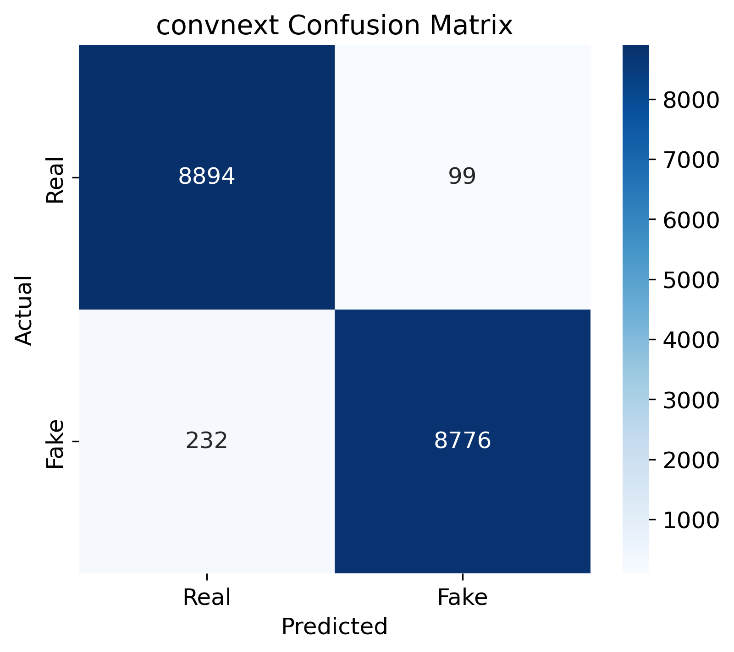 convnext Confusion Matrix
Actual
Real
Fake
8894
99
232
8776
Real
Fake
Predicted
8000
7000
6000
5000
4000
3000
2000
1000